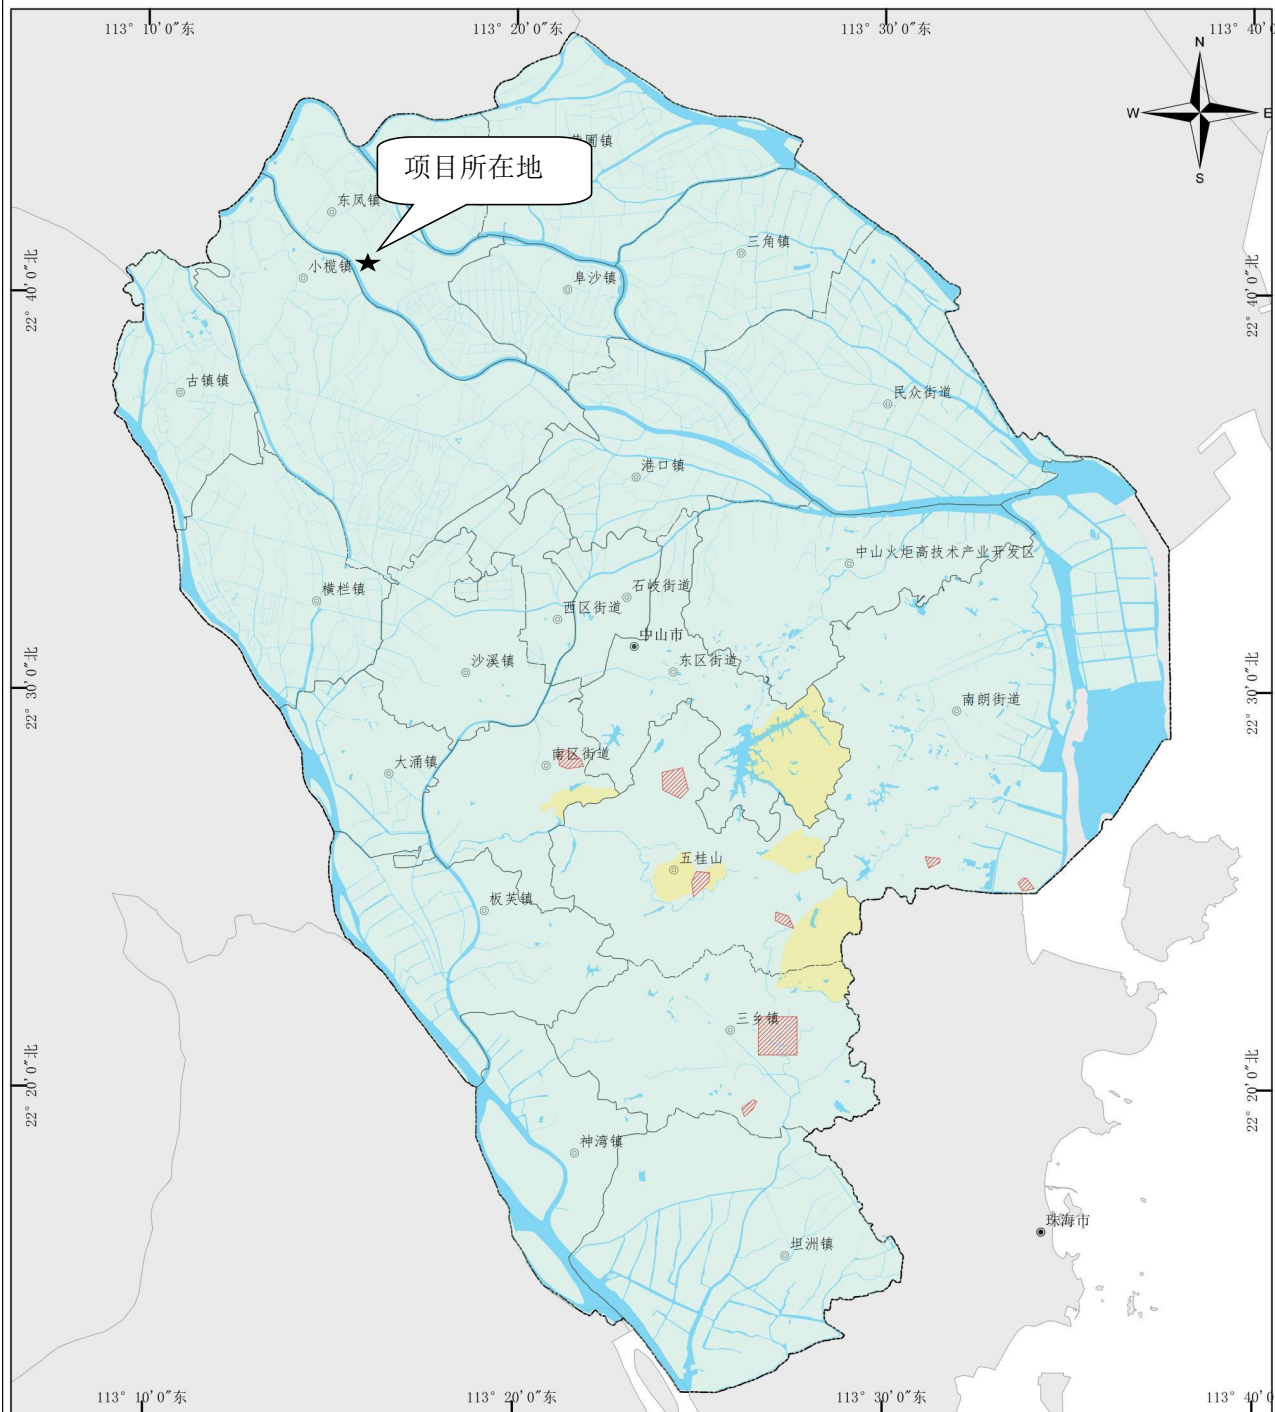 113° 10'0"东
113° 20'0"东
113° 30'0"东
113° 40'0
N
W
E
S
圃镇
项目所在地
东凤镇
三角镇
小榄镇
阜沙镇
22° 40'0"北
22° 40'0"北
古镇镇
民众街道
港口镇
中山火炬高技术产业开发区
横栏镇
石岐街道
西区街道
中山市
沙溪镇
东区街道
22° 30'0"北
22° 30'0"北
南朗街道
大涌镇
南区街道
五桂山
板芙镇
三乡镇
22° 20'0"北
22° 20'0"北
神湾镇
珠海市
坦洲镇
113° 10'0"东
113° 20'0"东
113° 30'0"东
113° 40'0